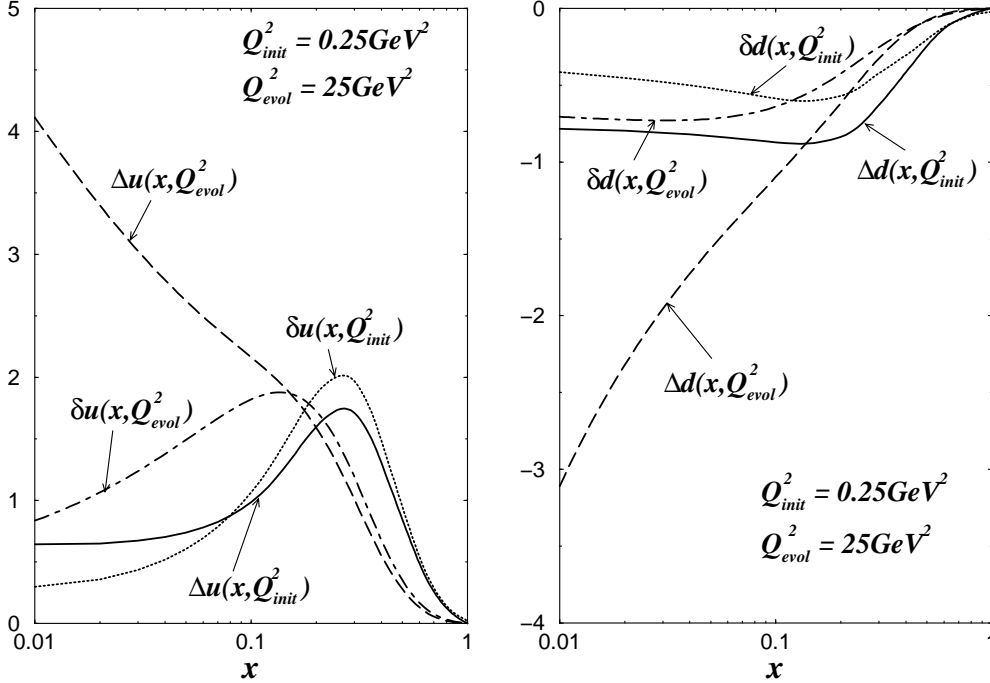 5
4
3
2
1
0
Q²init = 0.25GeV²
Q²evol = 25GeV²
Δu(x,Q²evol)
δu(x,Q²init)
δu(x,Q²evol)
Δu(x,Q²init)
0.01
0.1
1
x
0
−1
−2
−3
−4
δd(x,Q²init)
δd(x,Q²evol)
Δd(x,Q²init)
Δd(x,Q²evol)
Q²init = 0.25GeV²
Q²evol = 25GeV²
0.01
0.1
1
x